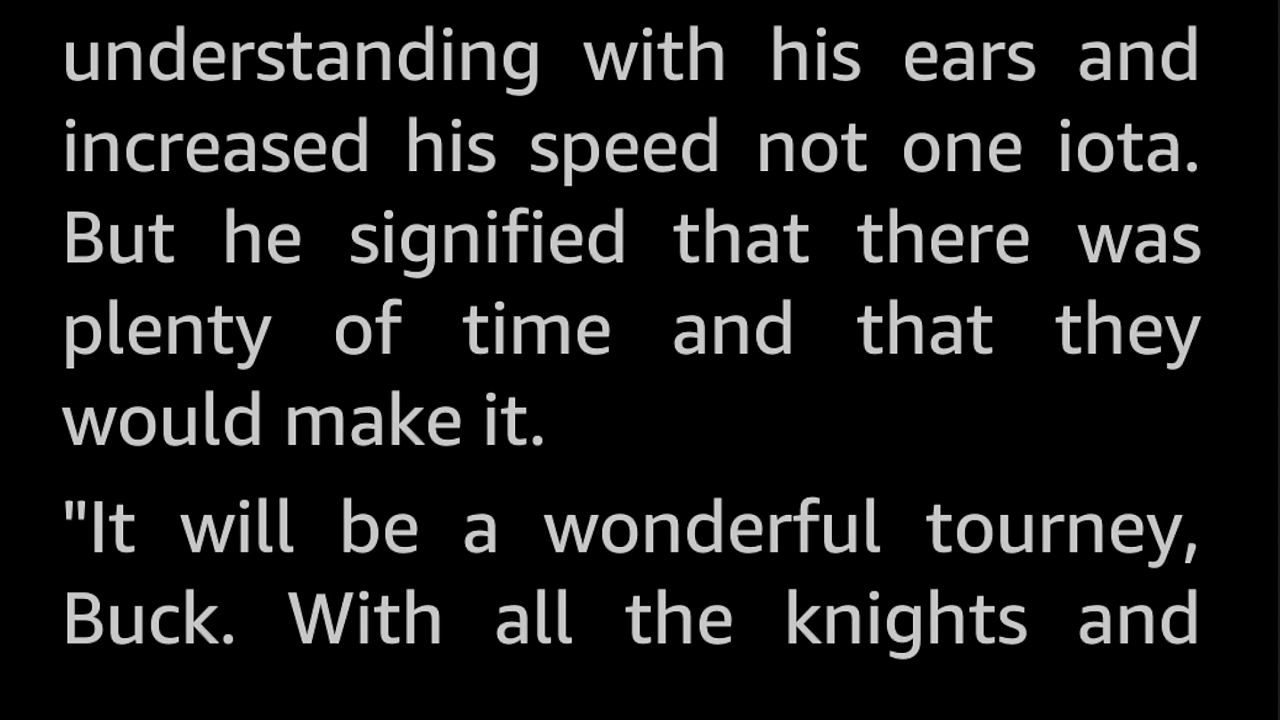 understanding with his ears and
increased his speed not one iota.
But he signified that there was
plenty of time and that they
would make it.
"It will be a wonderful tourney,
Buck. With all the knights and